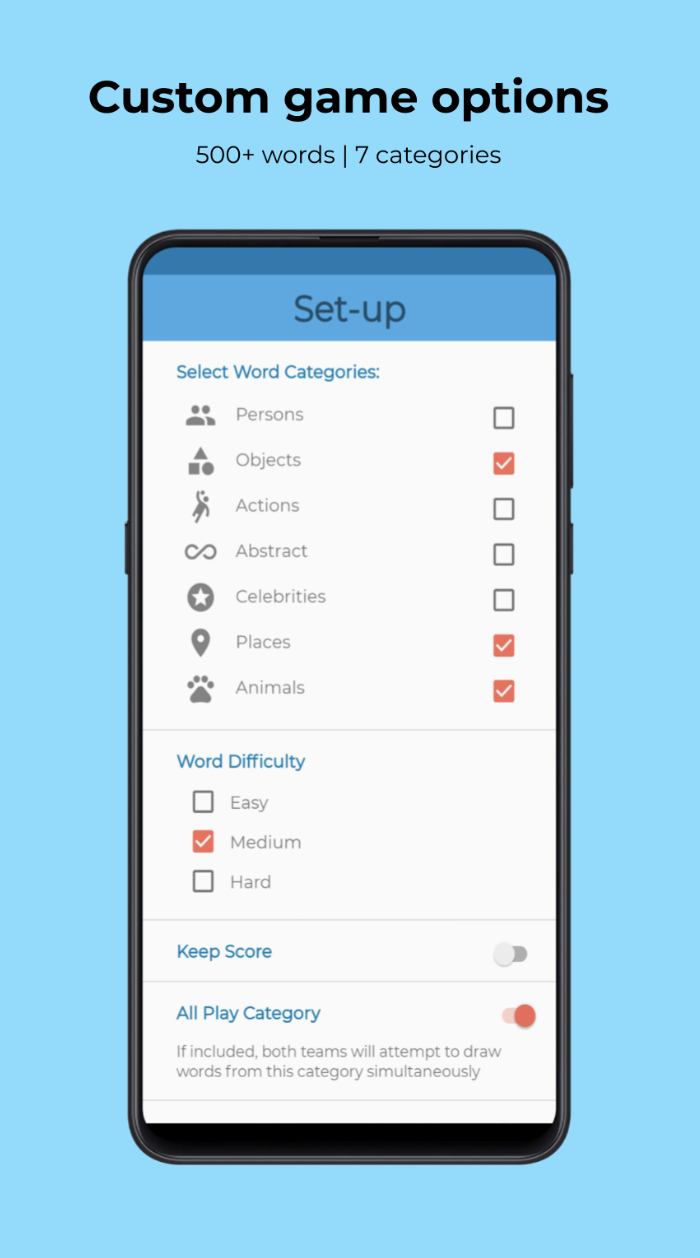 Custom game options
500+ words | 7 categories
Set-up
Select Word Categories:
Persons
Objects
Actions
Abstract
Celebrities
Places
Animals
Word Difficulty
Easy
Medium
Hard
Keep Score
All Play Category
If included, both teams will attempt to draw
words from this category simultaneously